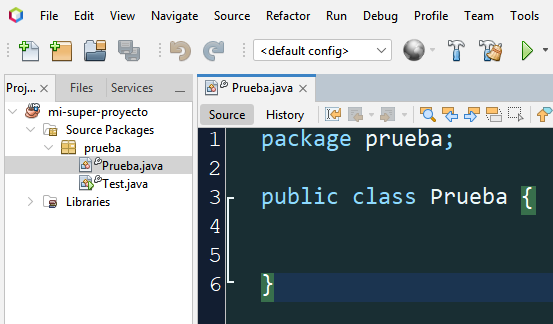 File Edit View Navigate Source Refactor Run Debug Profile Team Tools
<default config>
Proj... Files Services
mi-super-proyecto
Source Packages
prueba
Prueba.java
Test.java
Libraries
Prueba.java
Source History
1 package prueba;
2
3 public class Prueba {
4
5
6 }